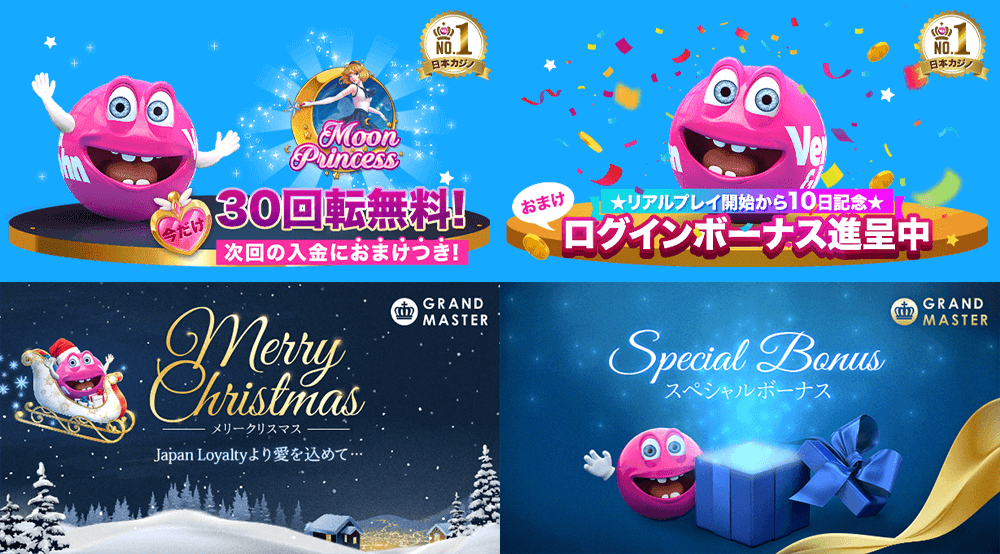 NO.1
日本カジノ
hn
Ve
Moon
Princess
今だけ
30回転無料!
次回の入金におまけつき!
NO.1
日本カジノ
Ver
おまけ
★リアルプレイ開始から10日記念★
ログインボーナス進呈中
GRAND
MASTER
Merry
Christmas
メリークリスマス
Japan Loyaltyより愛を込めて…
GRAND
MASTER
Special Bonus
スペシャルボーナス